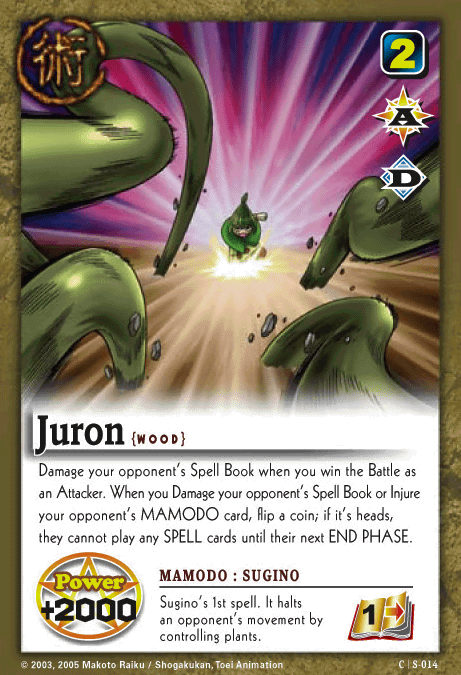 術
2
A
D
Juron {WOOD}
Damage your opponent's Spell Book when you win the Battle as
an Attacker. When you Damage your opponent's Spell Book or Injure
your opponent's MAMODO card, flip a coin; if it's heads,
they cannot play any SPELL cards until their next END PHASE.
Power
+2000
MAMODO : SUGINO
Sugino's 1st spell. It halts
an opponent's movement by
controlling plants.
1
© 2003, 2005 Makoto Raiku / Shogakukan, Toei Animation
C | S-014